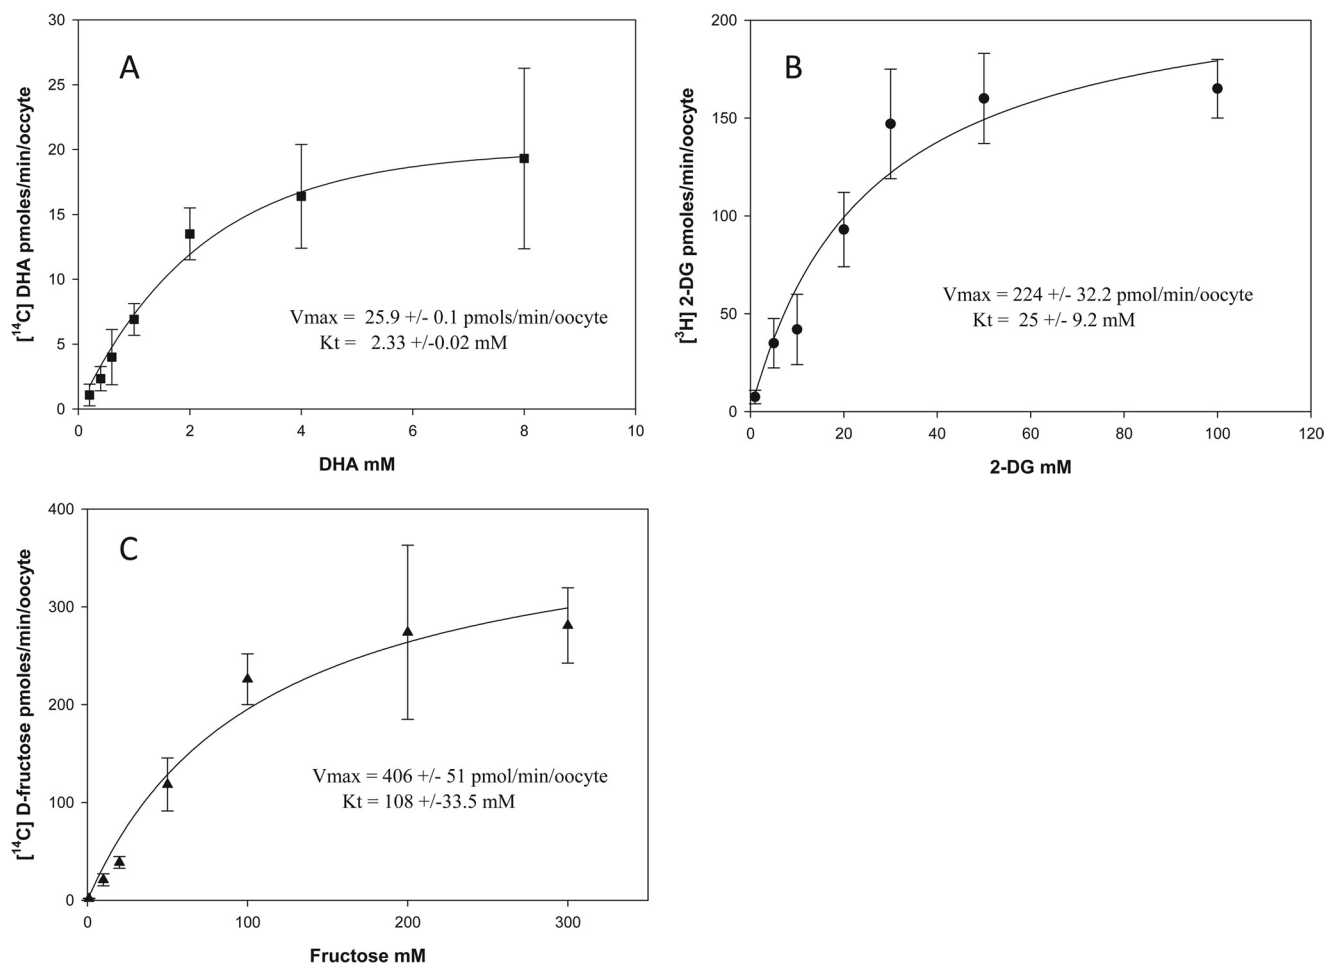 A
[¹⁴C] DHA pmoles/min/occyte
30
25
20
15
10
5
0
Vmax = 25.9 +/- 0.1 pmols/min/oocyte
Kt = 2.33 +/-0.02 mM
0 2 4 6 8 10
DHA mM
B
[³H] 2-DG pmoles/min/oocyte
200
150
100
50
0
Vmax = 224 +/- 32.2 pmol/min/oocyte
Kt = 25 +/- 9.2 mM
0 20 40 60 80 100 120
2-DG mM
C
[¹⁴C] D-fructose pmoles/min/oocyte
400
300
200
100
0
Vmax = 406 +/- 51 pmol/min/oocyte
Kt = 108 +/-33.5 mM
0 100 200 300
Fructose mM